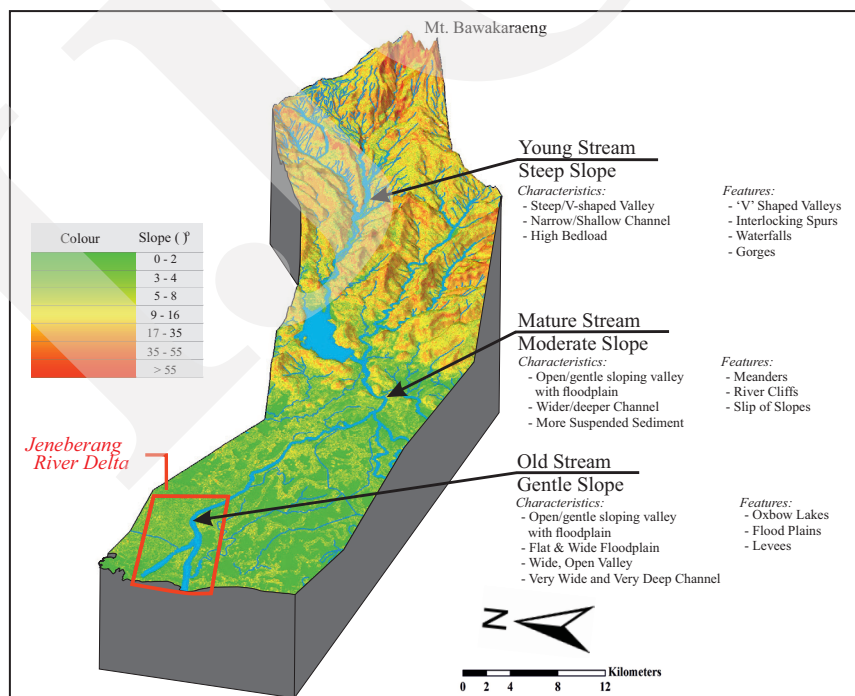 Mt. Bawakaraeng
Young Stream
Steep Slope
Characteristics:
- Steep/V-shaped Valley
- Narrow/Shallow Channel
- High Bedload
Features:
- ‘V’ Shaped Valleys
- Interlocking Spurs
- Waterfalls
- Gorges
Colour Slope ( )º
0 - 2
3 - 4
5 - 8
9 - 16
17 - 35
35 - 55
> 55
Mature Stream
Moderate Slope
Characteristics:
- Open/gentle sloping valley
with floodplain
- Wider/deeper Channel
- More Suspended Sediment
Features:
- Meanders
- River Cliffs
- Slip of Slopes
Jeneberang
River Delta
Old Stream
Gentle Slope
Characteristics:
- Open/gentle sloping valley
with floodplain
- Flat & Wide Floodplain
- Wide, Open Valley
- Very Wide and Very Deep Channel
Features:
- Oxbow Lakes
- Flood Plains
- Levees
N
Kilometers
0 2 4 8 12